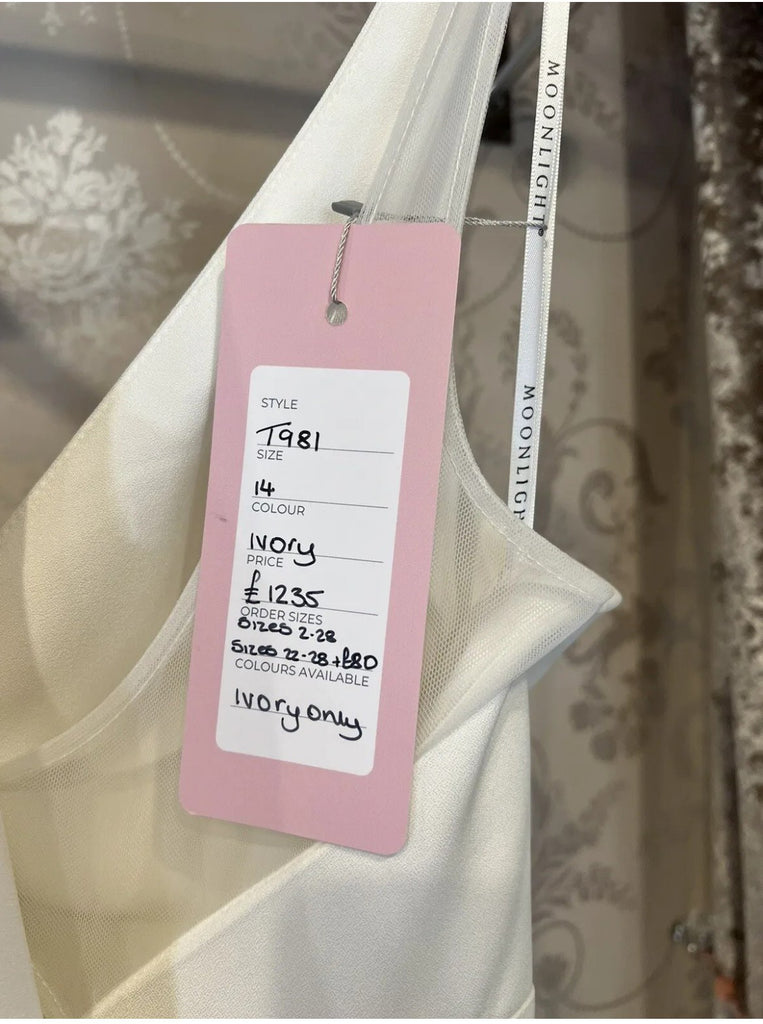 MOONLIGHT
STYLE
T981
SIZE
14
COLOUR
Ivory
PRICE
£1235
ORDER SIZES
Sizes 2-28
Sizes 22-28 + £80
COLOURS AVAILABLE
Ivory only
MOONLIGH